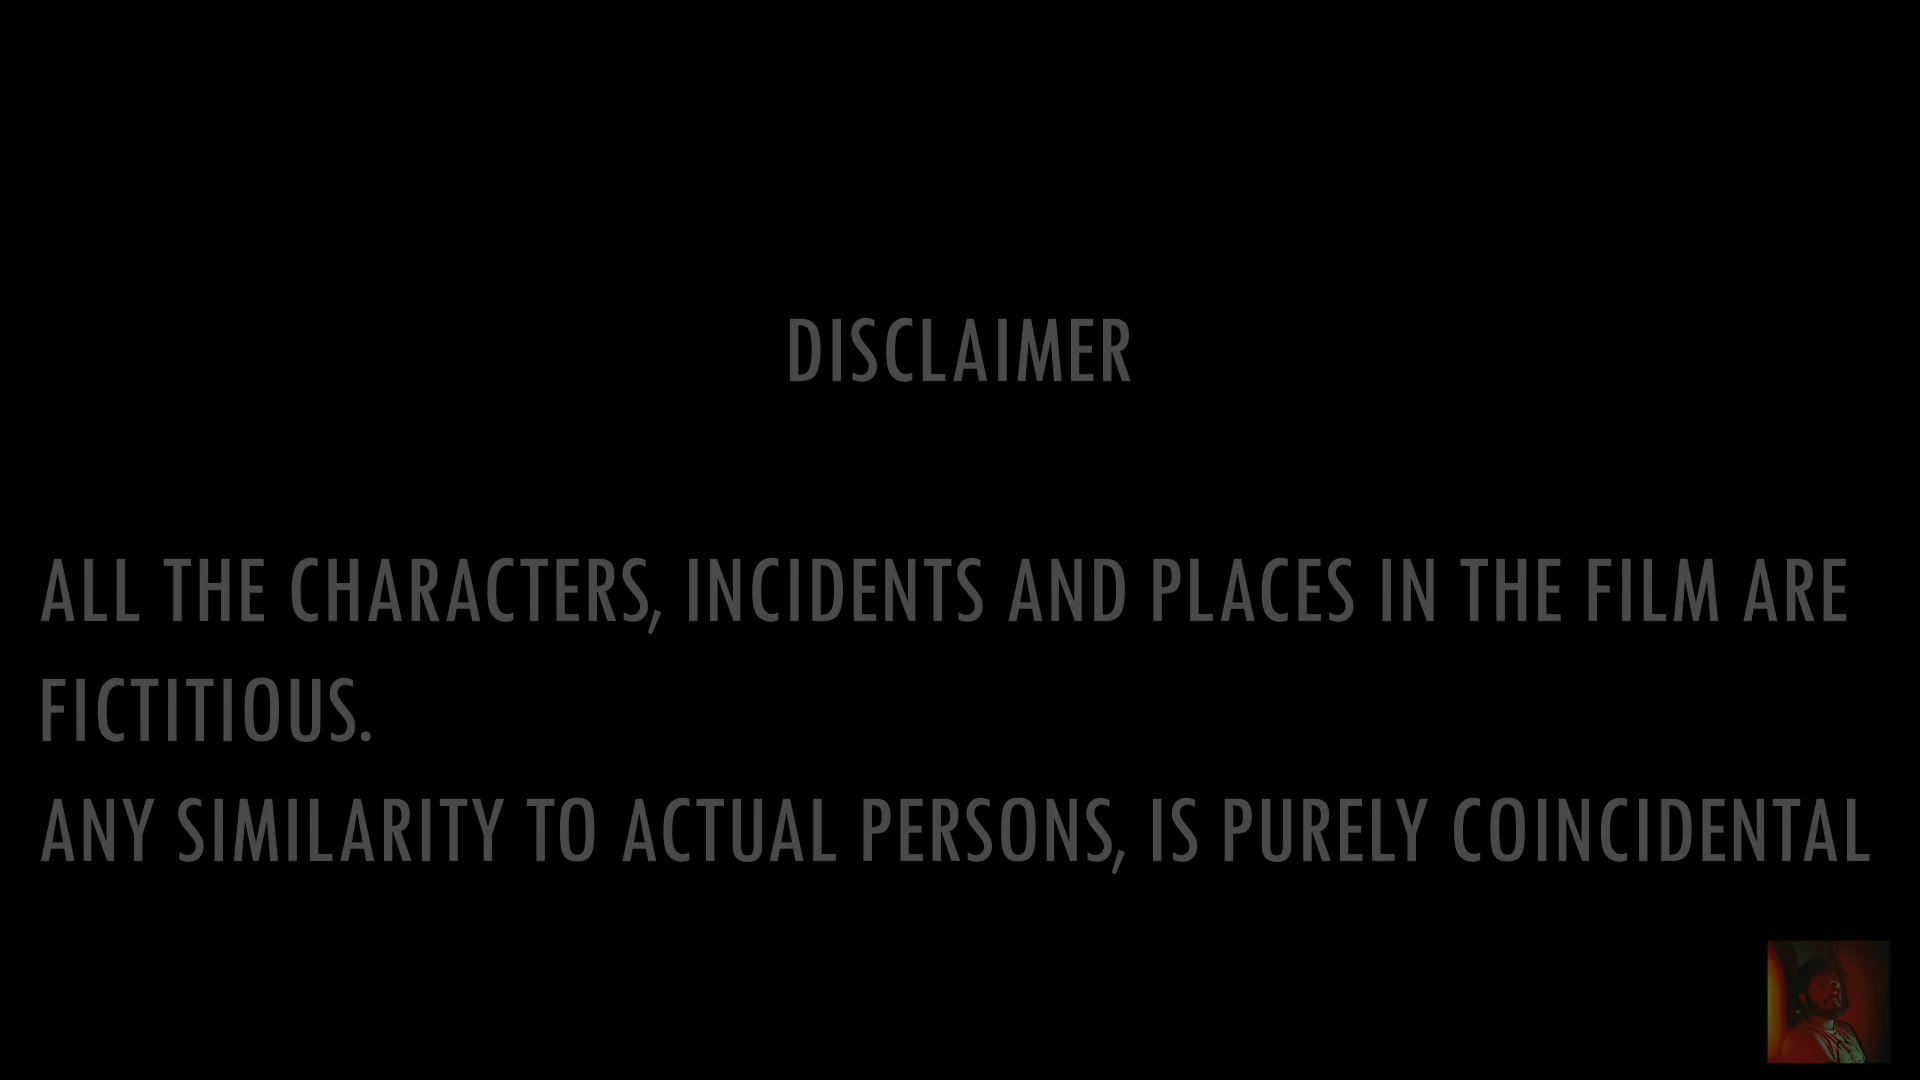 DISCLAIMER
ALL THE CHARACTERS, INCIDENTS AND PLACES IN THE FILM ARE
FICTITIOUS.
ANY SIMILARITY TO ACTUAL PERSONS, IS PURELY COINCIDENTAL